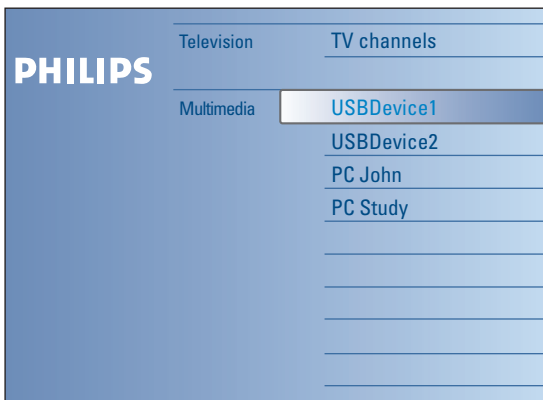 PHILIPS
Television TV channels
Multimedia USBDevice1
USBDevice2
PC John
PC Study